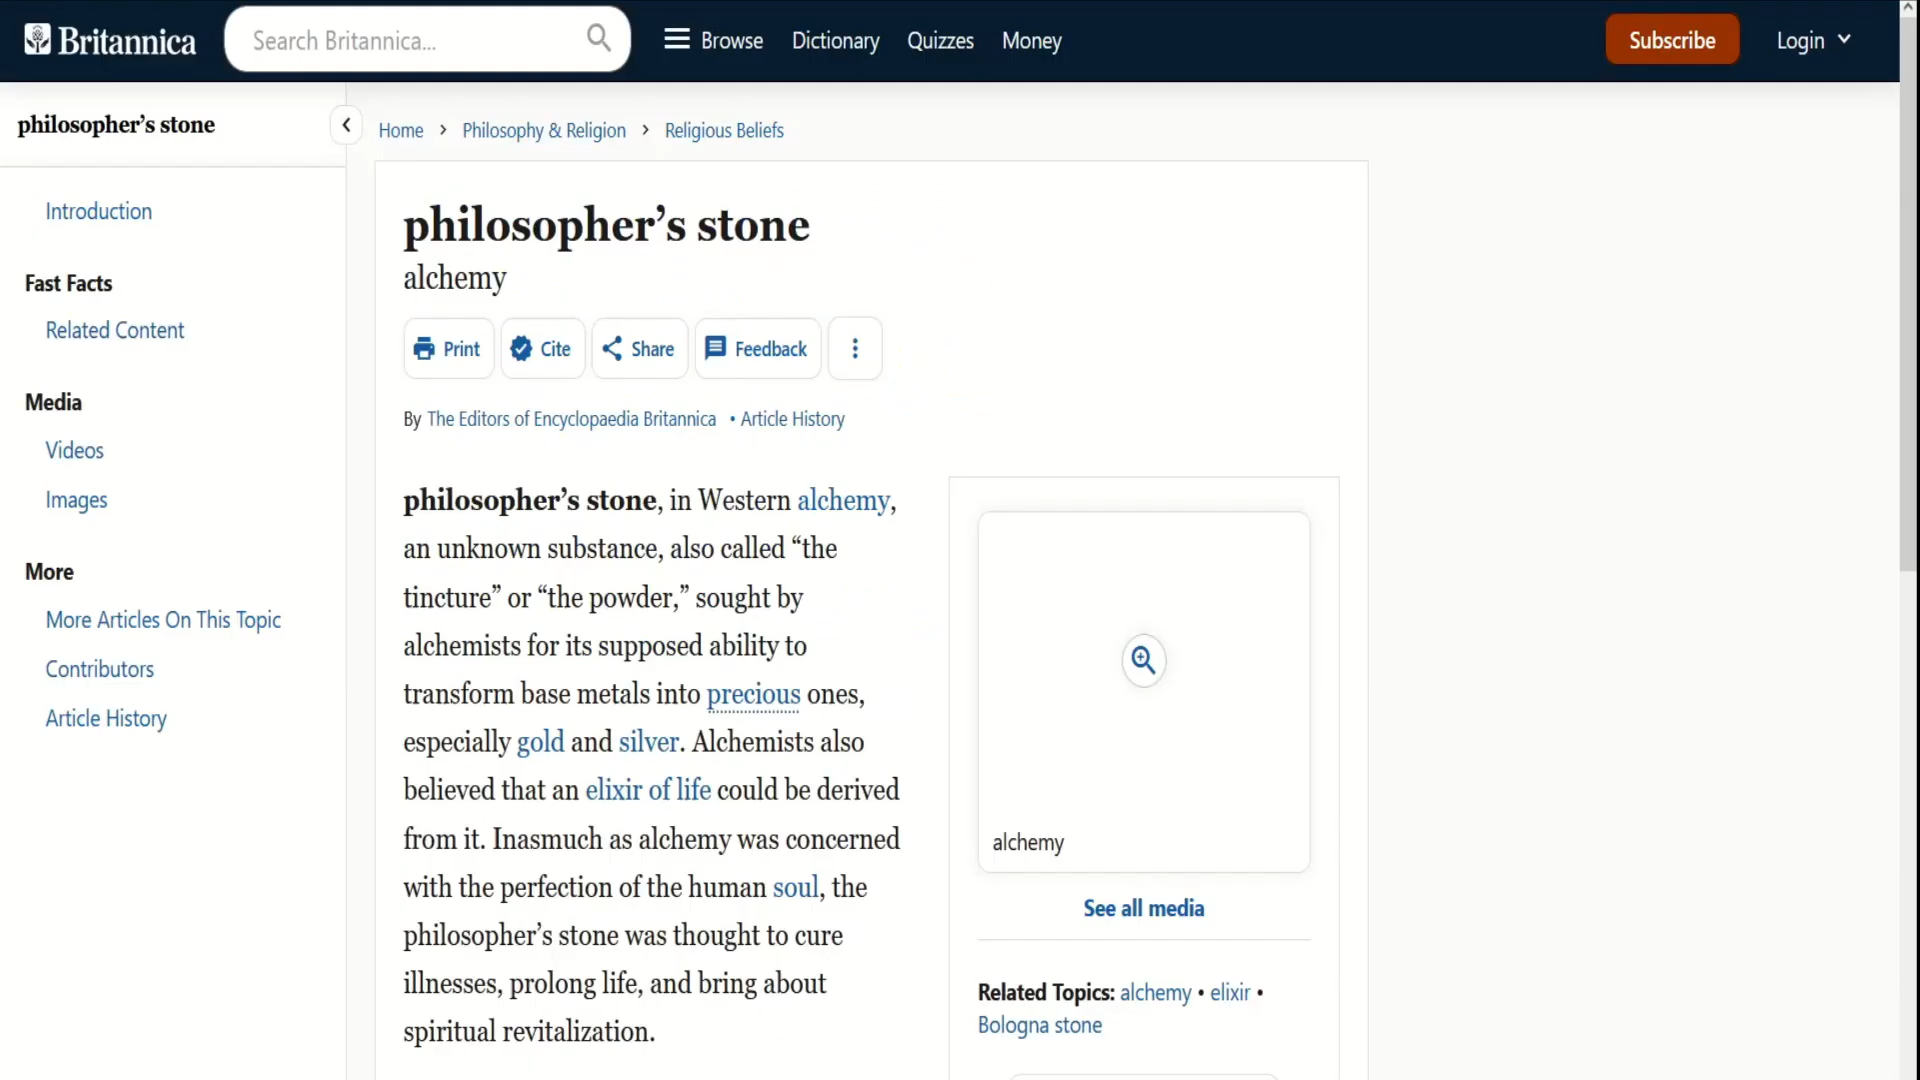 Britannica
Search Britannica...
Browse
Dictionary
Quizzes
Money
Subscribe
Login
philosopher’s stone
Introduction
Fast Facts
Related Content
Media
Videos
Images
More
More Articles On This Topic
Contributors
Article History
Home › Philosophy & Religion › Religious Beliefs
philosopher’s stone
alchemy
Print
Cite
Share
Feedback
By The Editors of Encyclopaedia Britannica • Article History
philosopher’s stone, in Western alchemy,
an unknown substance, also called “the
tincture” or “the powder,” sought by
alchemists for its supposed ability to
transform base metals into precious ones,
especially gold and silver. Alchemists also
believed that an elixir of life could be derived
from it. Inasmuch as alchemy was concerned
with the perfection of the human soul, the
philosopher’s stone was thought to cure
illnesses, prolong life, and bring about
spiritual revitalization.
alchemy
See all media
Related Topics: alchemy • elixir •
Bologna stone